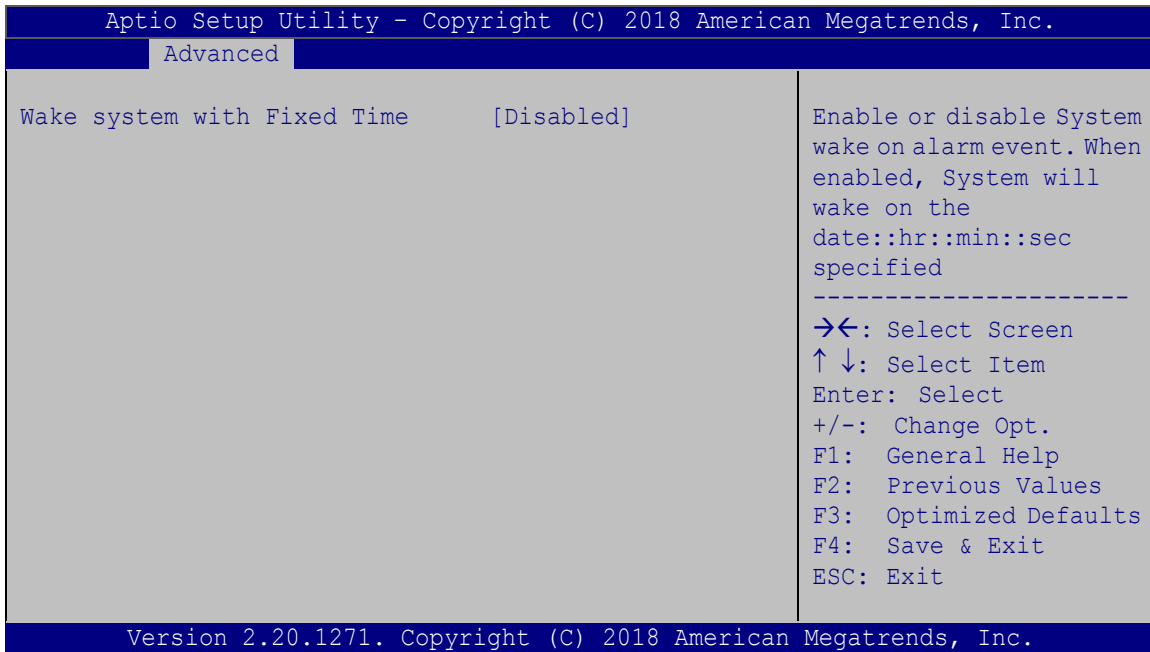 Aptio Setup Utility – Copyright (C) 2018 American Megatrends, Inc.
Advanced
Wake system with Fixed Time [Disabled]
Enable or disable System
wake on alarm event. When
enabled, System will
wake on the
date::hr::min::sec
specified
----------------------
→←: Select Screen
↑ ↓: Select Item
Enter: Select
+/-: Change Opt.
F1: General Help
F2: Previous Values
F3: Optimized Defaults
F4: Save & Exit
ESC: Exit
Version 2.20.1271. Copyright (C) 2018 American Megatrends, Inc.